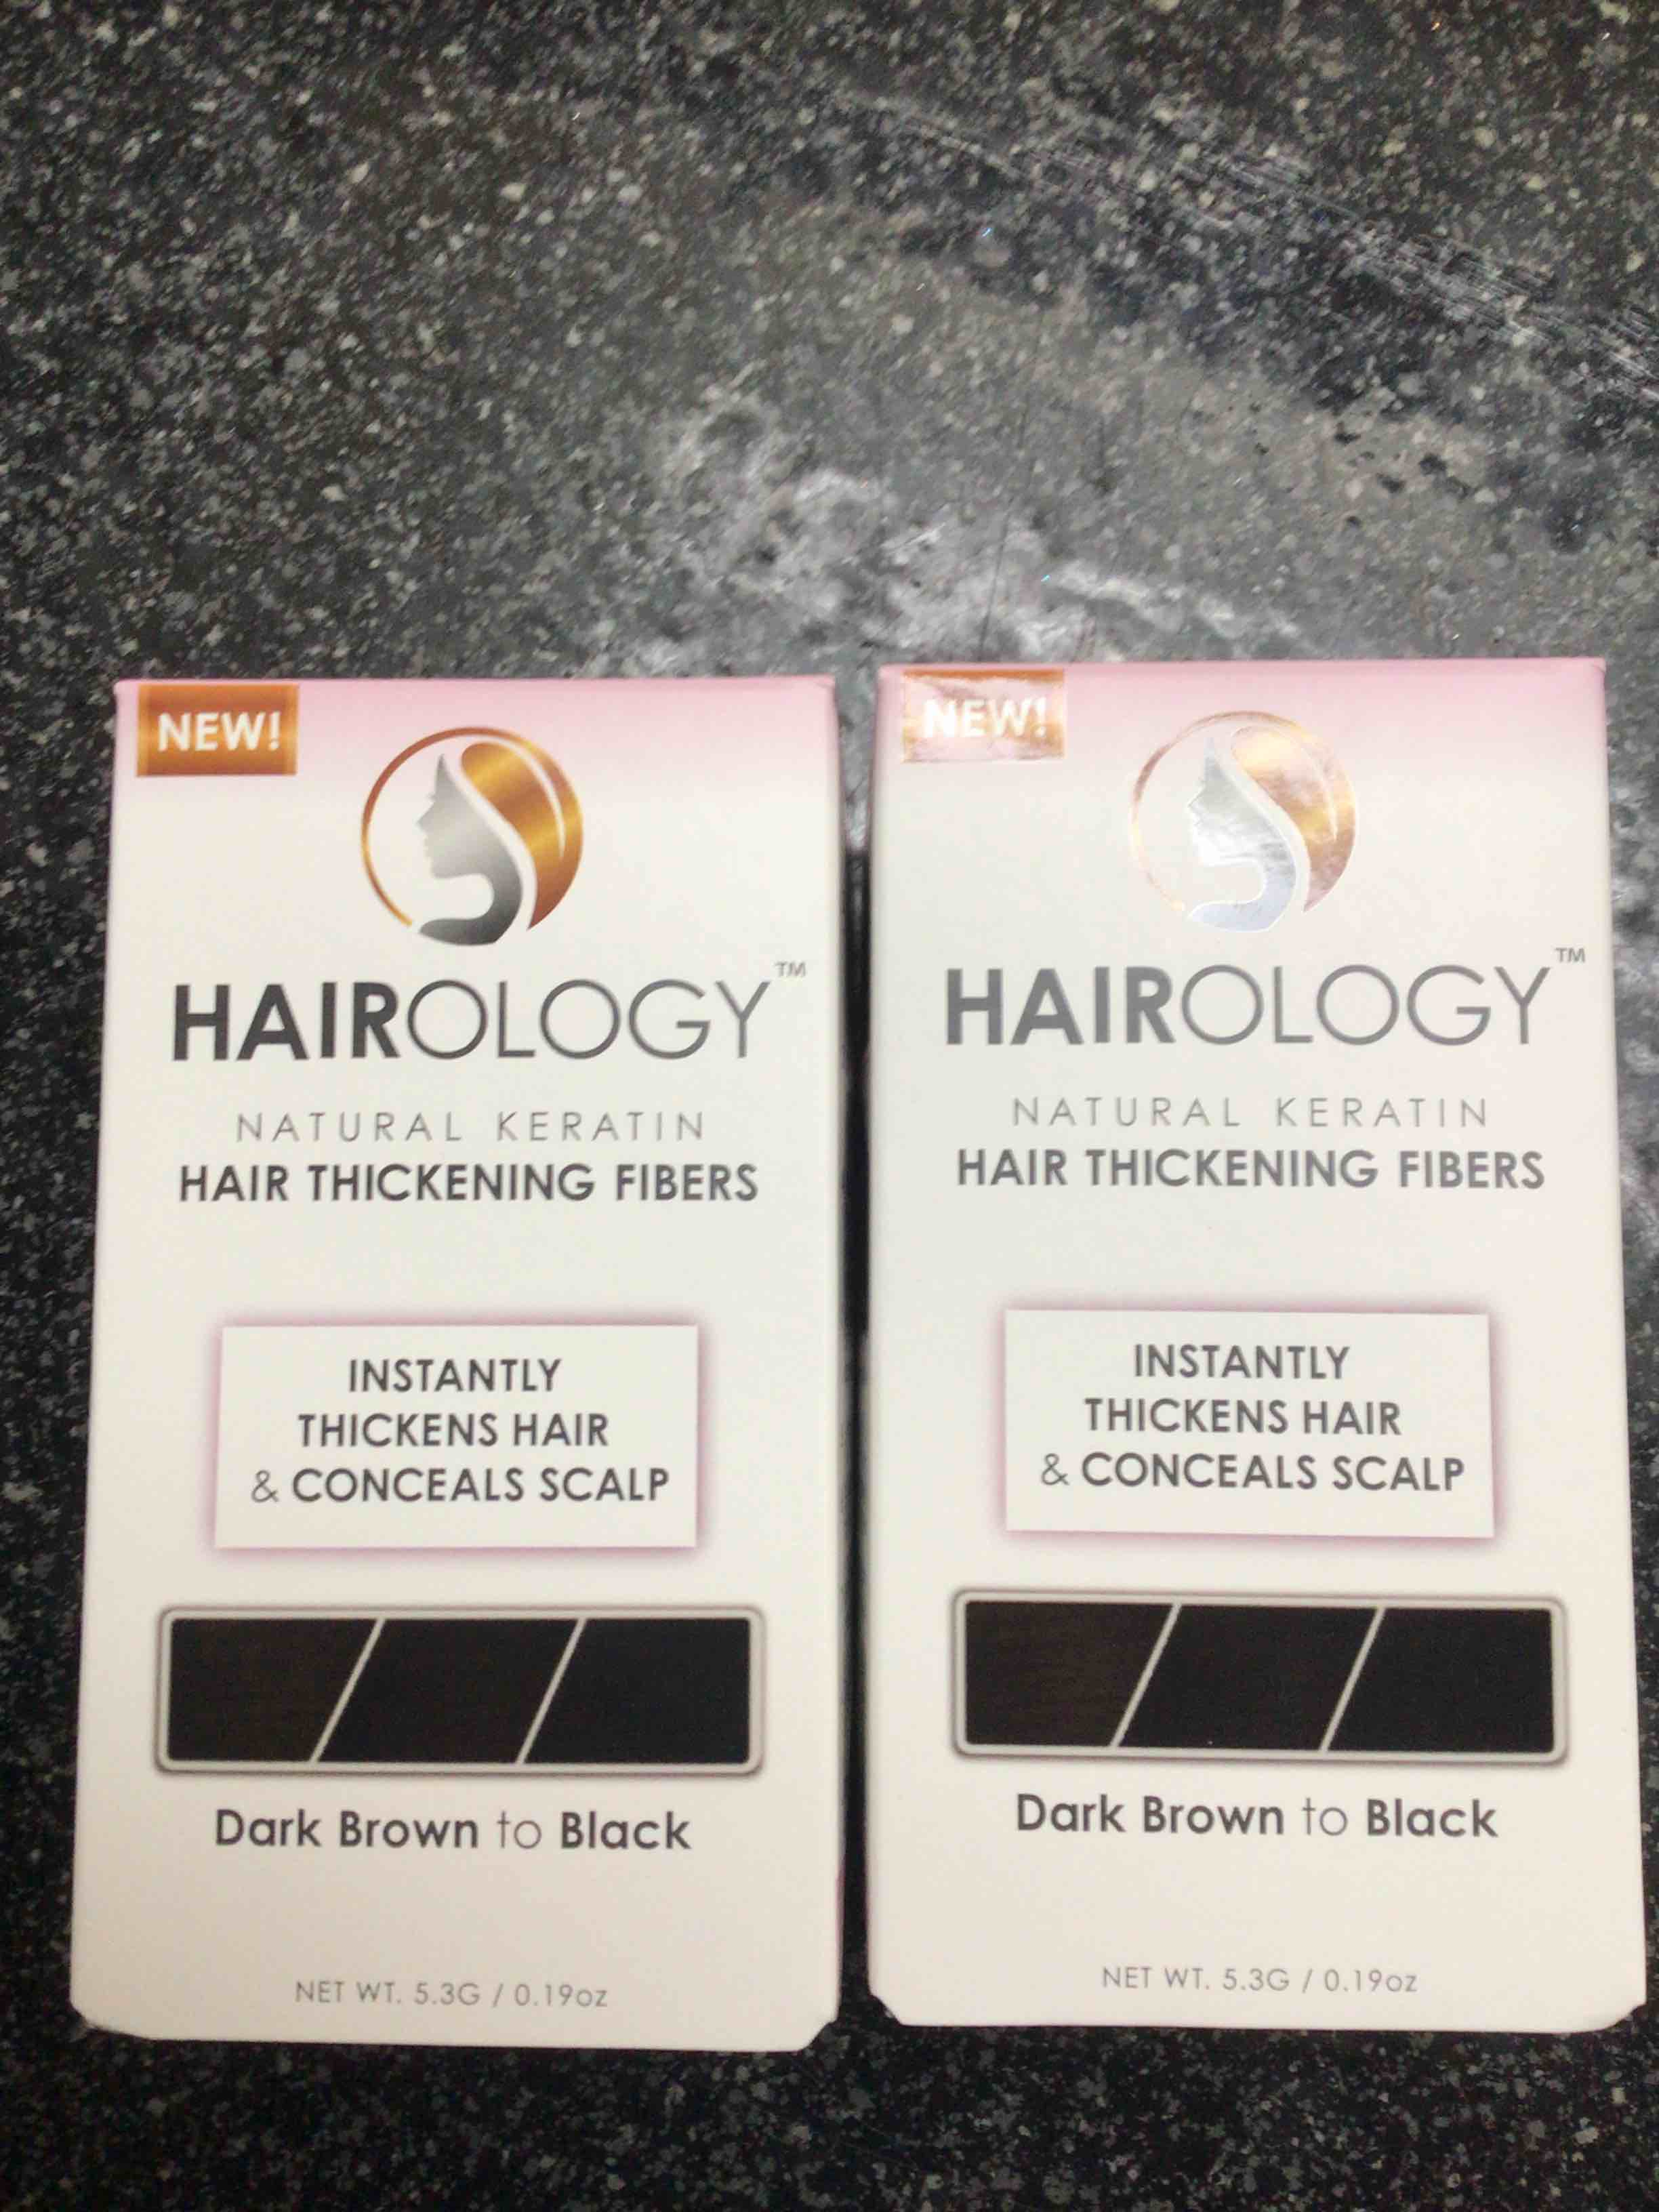 NEW!
HAIROLOGY™
NATURAL KERATIN
HAIR THICKENING FIBERS
INSTANTLY
THICKENS HAIR
& CONCEALS SCALP
Dark Brown to Black
NET WT. 5.3G / 0.19oz
NEW!
HAIROLOGY™
NATURAL KERATIN
HAIR THICKENING FIBERS
INSTANTLY
THICKENS HAIR
& CONCEALS SCALP
Dark Brown to Black
NET WT. 5.3G / 0.19oz